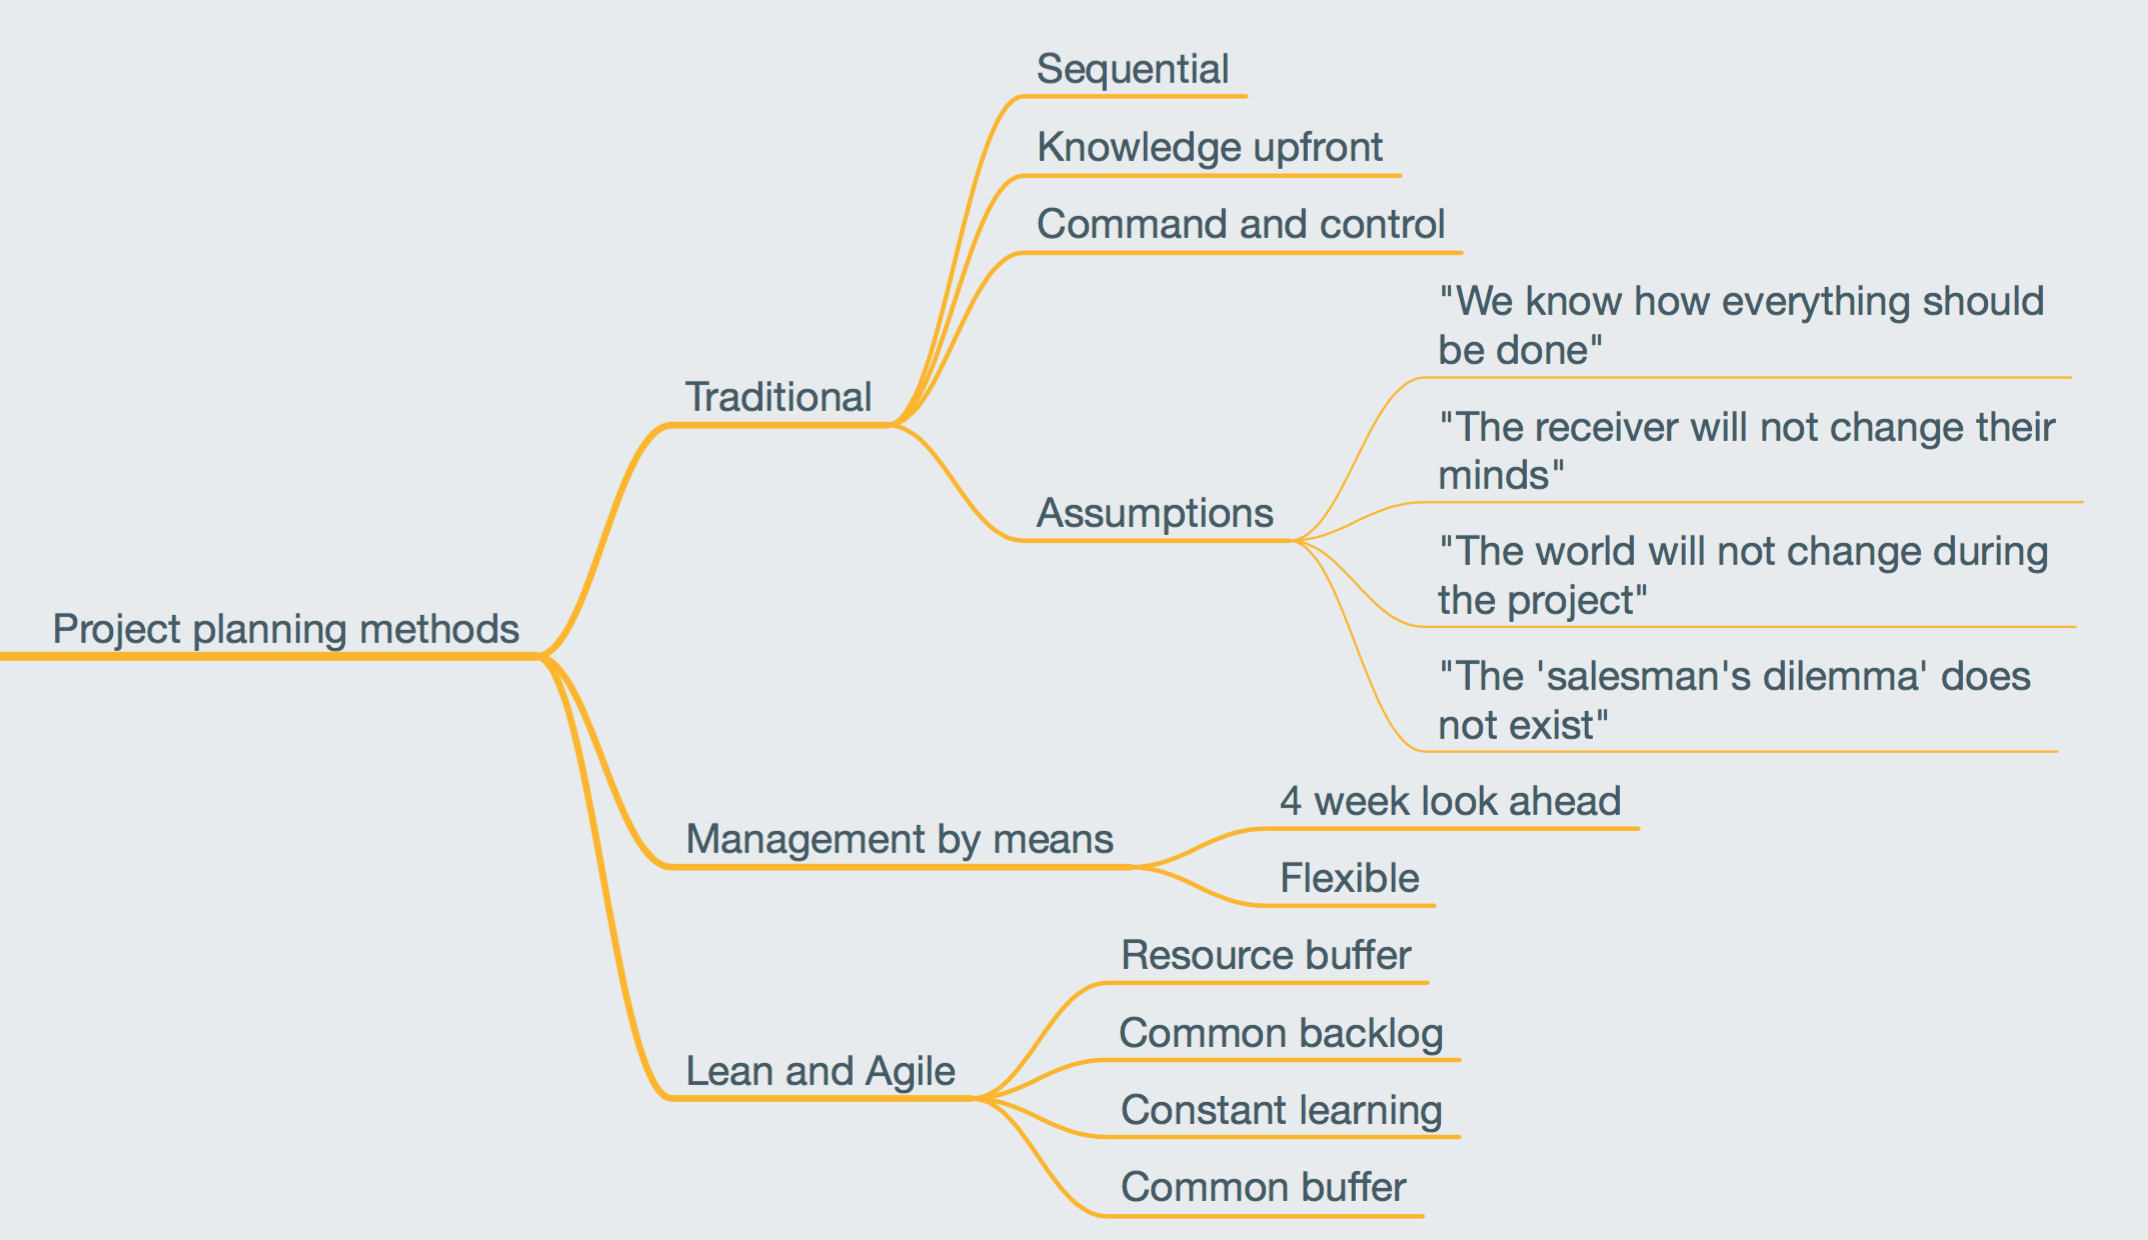 Sequential
Knowledge upfront
Command and control
"We know how everything should
be done"
Traditional
"The receiver will not change their
minds"
Assumptions
"The world will not change during
the project"
Project planning methods
"The 'salesman's dilemma' does
not exist"
4 week look ahead
Management by means
Flexible
Resource buffer
Common backlog
Lean and Agile
Constant learning
Common buffer